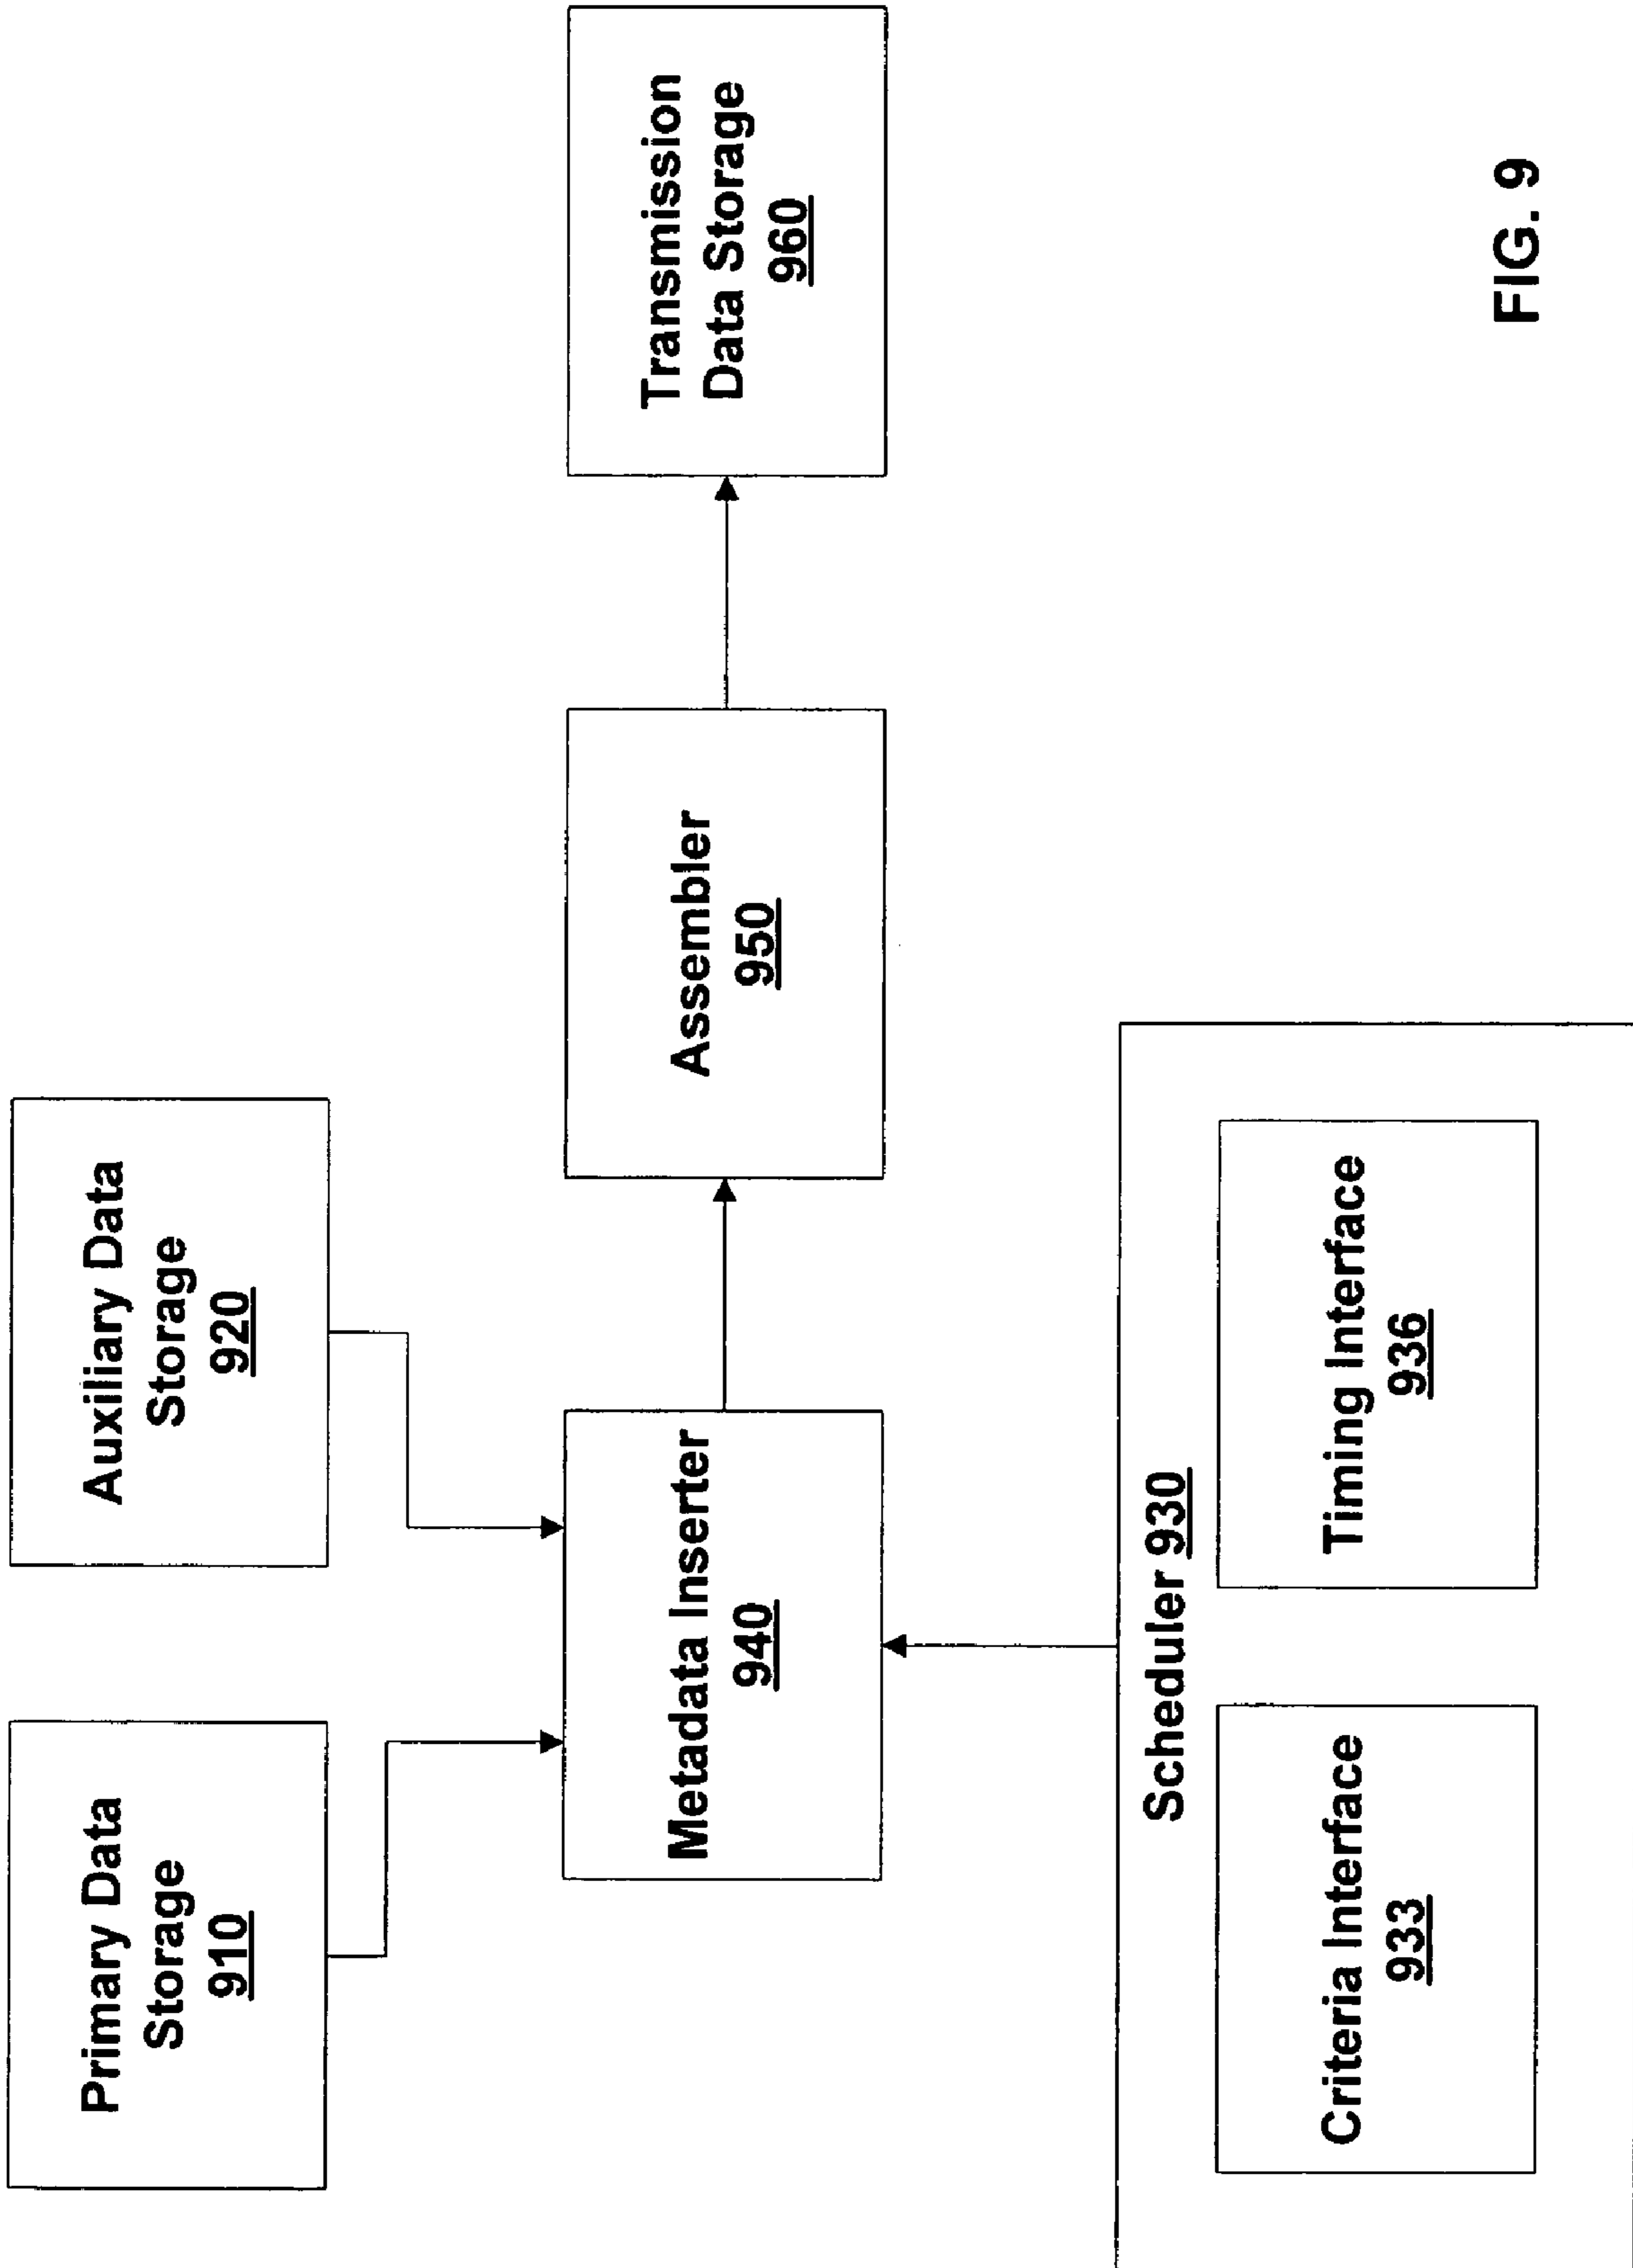 Primary Data
Storage
910
Auxiliary Data
Storage
920
Metadata Inserter
940
Assembler
950
Transmission
Data Storage
960
Scheduler 930
Criteria Interface
933
Timing Interface
936
FIG. 9